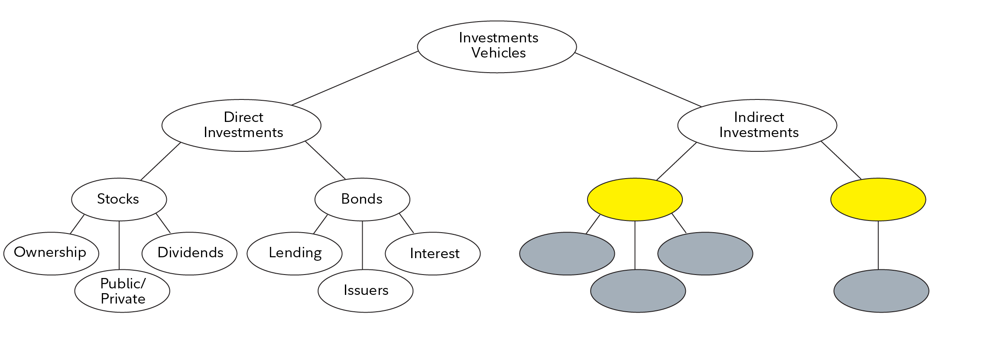 Investments
Vehicles
Direct
Investments
Indirect
Investments
Stocks
Bonds
Ownership
Dividends
Lending
Interest
Public/
Private
Issuers